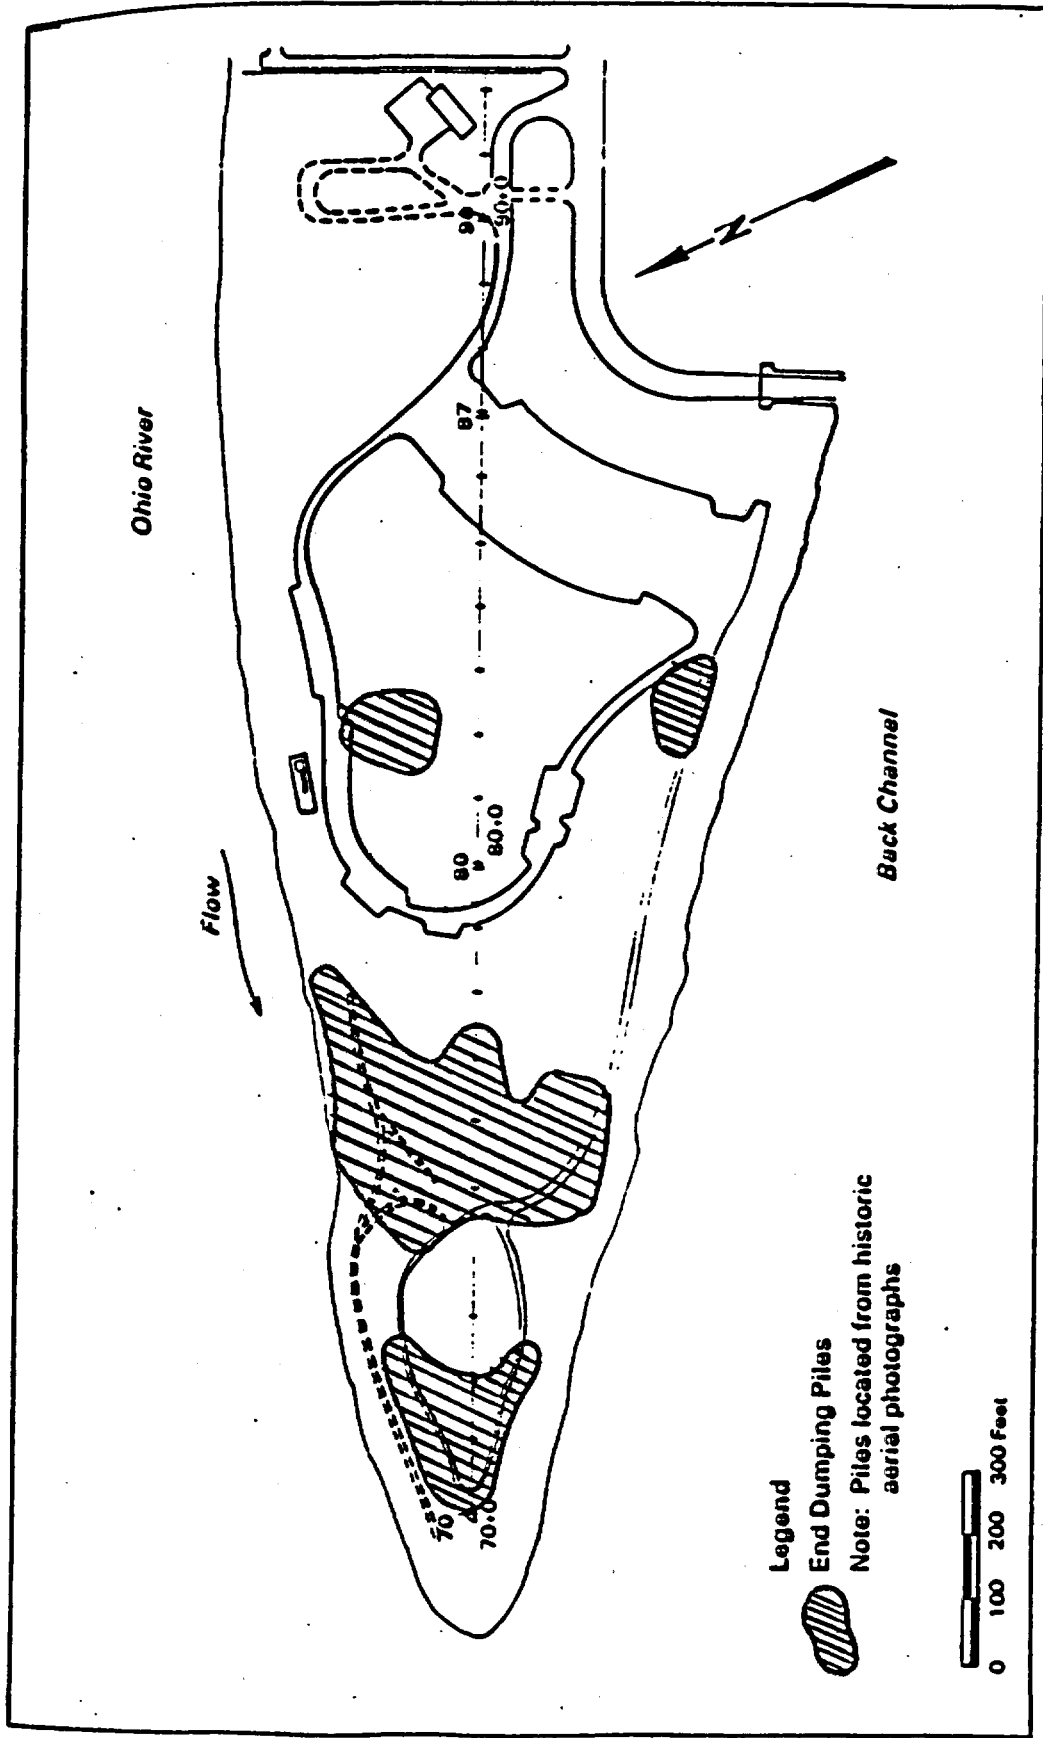 Ohio River
Flow
90
90+0
87
80
80+0
70
70+0
N
Back Channel
Legend
End Dumping Piles
Note: Piles located from historic
aerial photographs
0 100 200 300 Feet